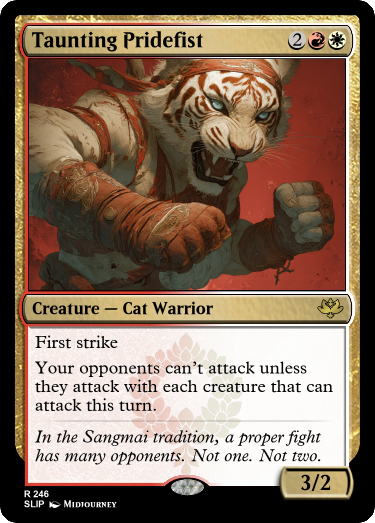 Taunting Pridefist 2
Creature — Cat Warrior
First strike
Your opponents can't attack unless
they attack with each creature that can
attack this turn.
In the Sangmai tradition, a proper fight
has many opponents. Not one. Not two.
3/2
R 246
SLIP Midjourney